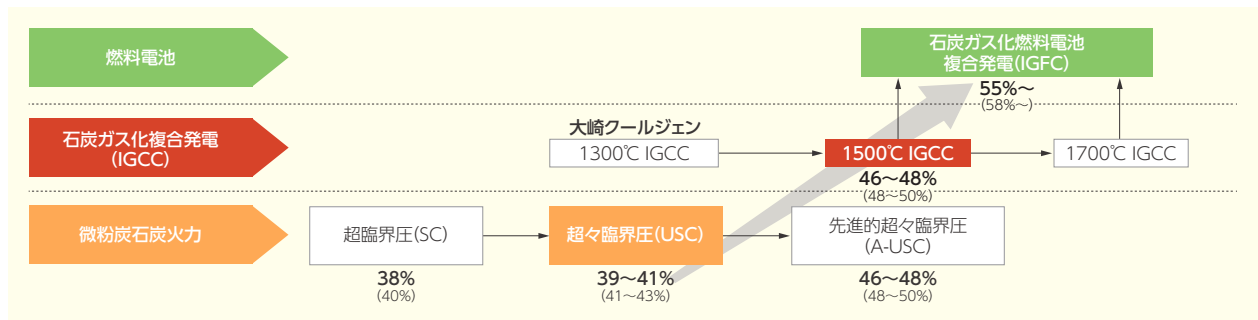 燃料電池
石炭ガス化燃料電池
複合発電(IGFC)
55%～
(58%～)
石炭ガス化複合発電
(IGCC)
大崎クールジェン
1300℃ IGCC
1500℃ IGCC
1700℃ IGCC
46～48%
(48～50%)
微粉炭石炭火力
超臨界圧(SC)
超々臨界圧(USC)
先進的超々臨界圧
(A-USC)
38%
(40%)
39～41%
(41～43%)
46～48%
(48～50%)